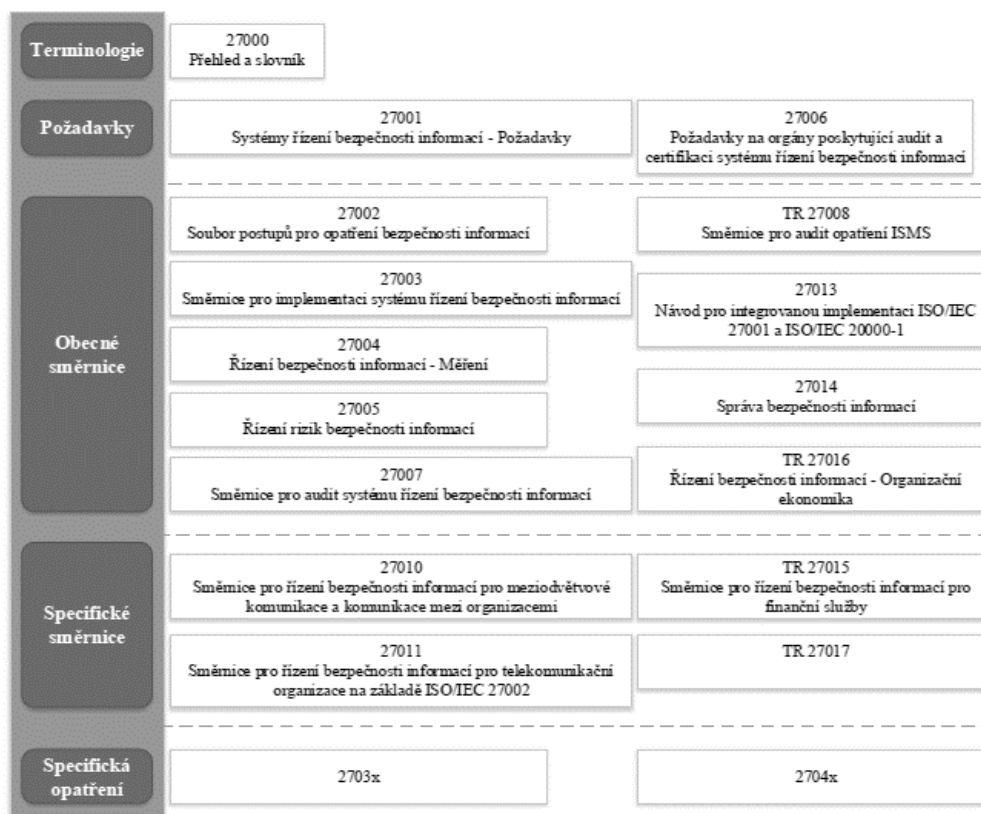 Terminologie
27000
Přehled a slovník
Požadavky
27001
Systémy řízení bezpečnosti informací - Požadavky
27006
Požadavky na orgány poskytující audit a
certifikaci systému řízení bezpečnosti informací
Obecné
směrnice
27002
Soubor postupů pro opatření bezpečnosti informací
27003
Směrnice pro implementaci systému řízení bezpečnosti informací
27004
Řízení bezpečnosti informací - Měření
27005
Řízení rizik bezpečnosti informací
27007
Směrnice pro audit systému řízení bezpečnosti informací
TR 27008
Směrnice pro audit opatření ISMS
27013
Návod pro integrovanou implementaci ISO/IEC
27001 a ISO/IEC 20000-1
27014
Správa bezpečnosti informací
TR 27016
Řízení bezpečnosti informací - Organizační
ekonomika
Specifické
směrnice
27010
Směrnice pro řízení bezpečnosti informací pro meziodvětvové
komunikace a komunikace mezi organizacemi
27011
Směrnice pro řízení bezpečnosti informací pro telekomunikační
organizace na základě ISO/IEC 27002
TR 27015
Směrnice pro řízení bezpečnosti informací pro
finanční služby
TR 27017
Specifická
opatření
2703x
2704x